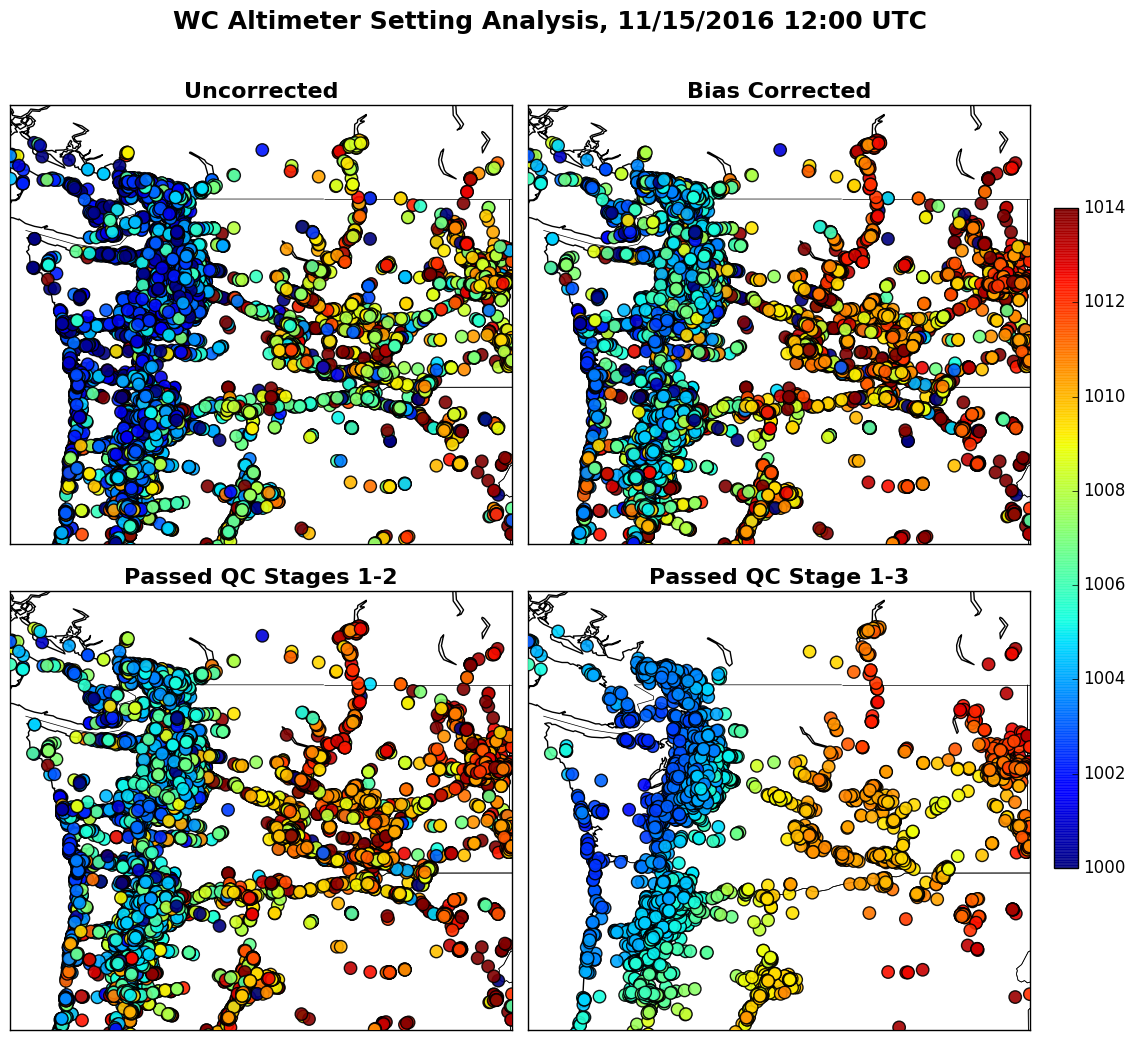 WC Altimeter Setting Analysis, 11/15/2016 12:00 UTC
Uncorrected
Bias Corrected
Passed QC Stages 1-2
Passed QC Stage 1-3
1014
1012
1010
1008
1006
1004
1002
1000